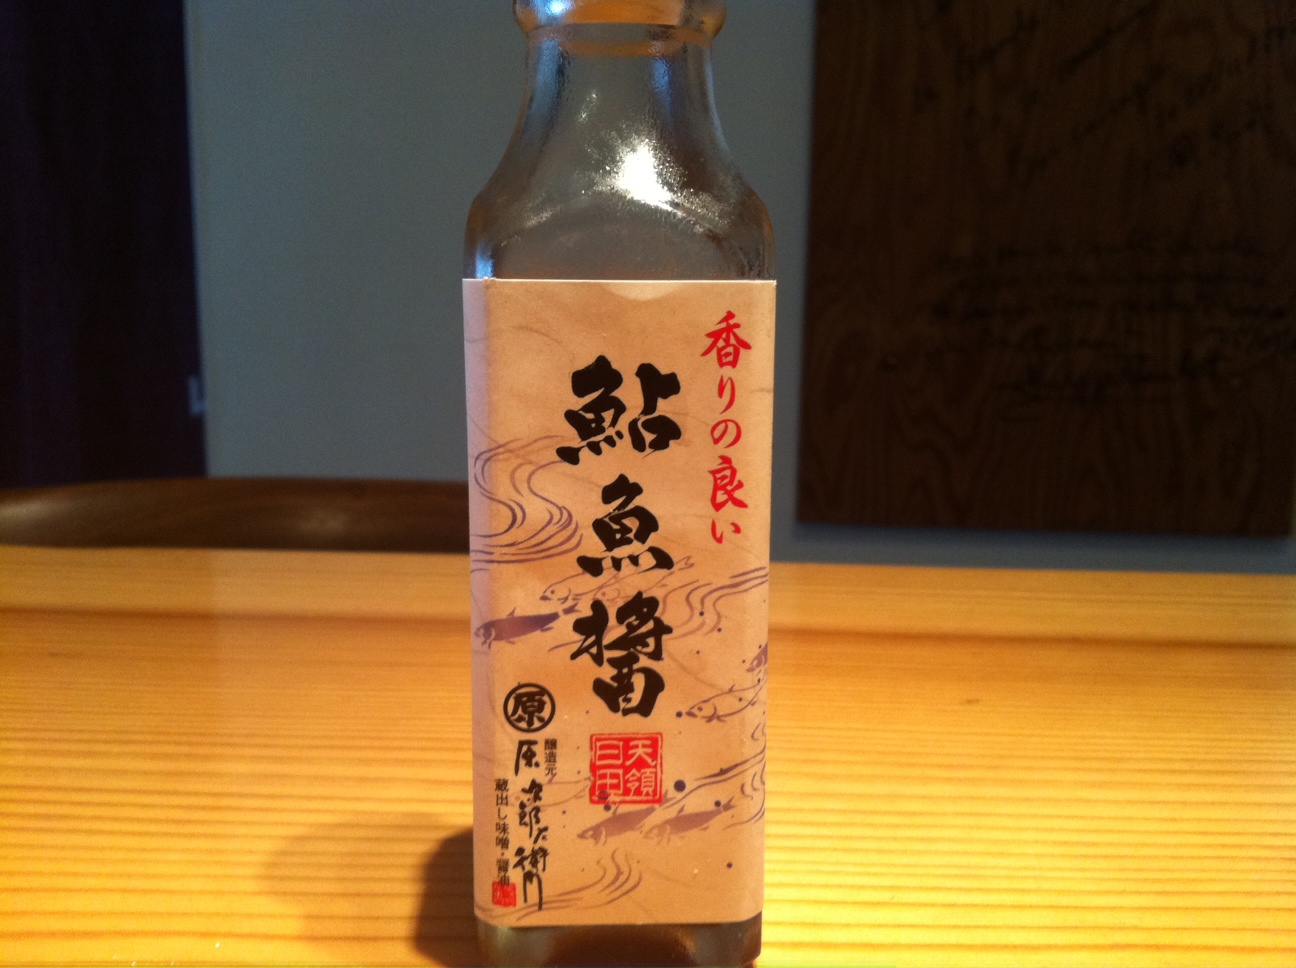 香りの良い
鮎魚醤
天領
日田
原
醸造元
原次郎左衛門
蔵出し味噌・醤油